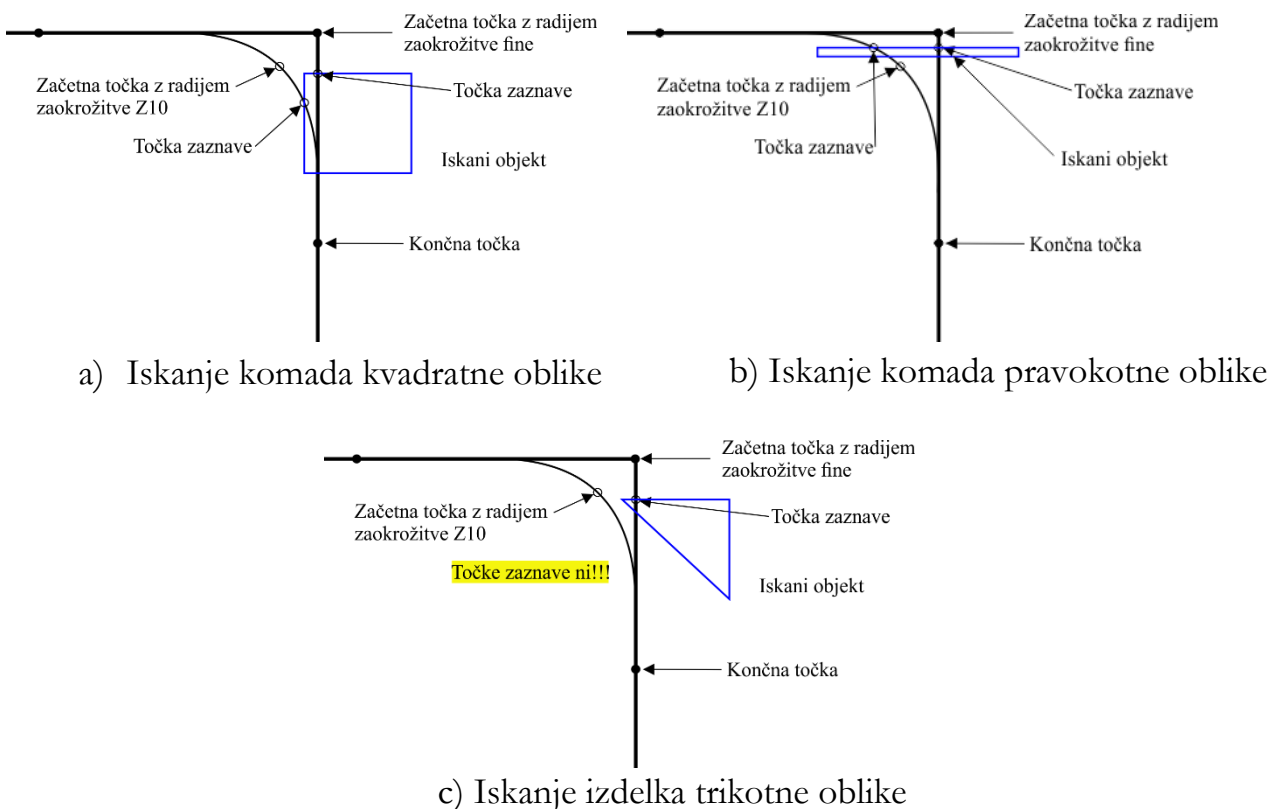 Začetna točka z radijem
zaokrožitve fine
Začetna točka z radijem
zaokrožitve Z10
Točka zaznave
Točka zaznave
Iskani objekt
Končna točka
a) Iskanje komada kvadratne oblike
Začetna točka z radijem
zaokrožitve fine
Začetna točka z radijem
zaokrožitve Z10
Točka zaznave
Točka zaznave
Iskani objekt
Končna točka
b) Iskanje komada pravokotne oblike
Začetna točka z radijem
zaokrožitve fine
Začetna točka z radijem
zaokrožitve Z10
Točka zaznave
Točke zaznave ni!!!
Iskani objekt
Končna točka
c) Iskanje izdelka trikotne oblike